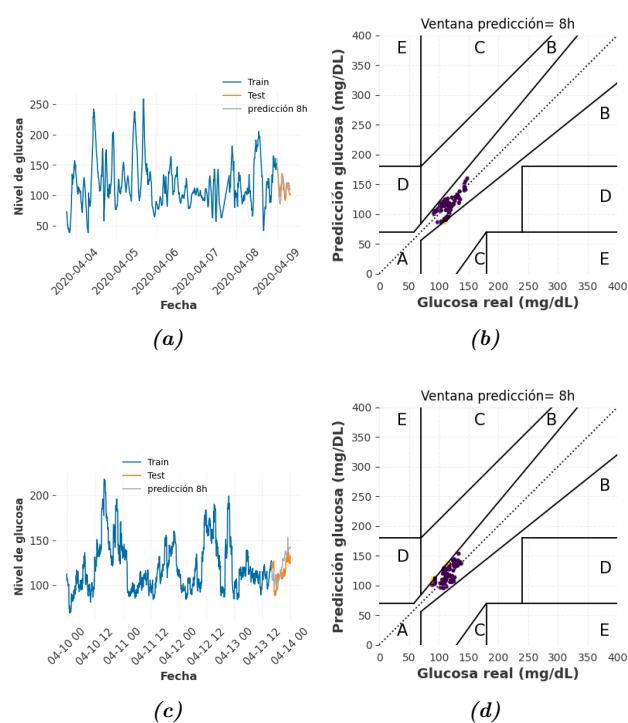 Train
Test
predicción 8h
Nivel de glucosa
250
200
150
100
50
2020-04-04
2020-04-05
2020-04-06
2020-04-07
2020-04-08
2020-04-09
Fecha
(a)
Ventana predicción= 8h
Predicción glucosa (mg/DL)
400
350
300
250
200
150
100
50
0
E
C
B
B
D
D
A
C
E
0 50 100 150 200 250 300 350 400
Glucosa real (mg/dL)
(b)
Train
Test
predicción 8h
Nivel de glucosa
200
150
100
04-10 00
04-10 12
04-11 00
04-11 12
04-12 00
04-12 12
04-13 00
04-13 12
04-14 00
Fecha
(c)
Ventana predicción= 8h
Predicción glucosa (mg/DL)
400
350
300
250
200
150
100
50
0
E
C
B
B
D
D
A
C
E
0 50 100 150 200 250 300 350 400
Glucosa real (mg/dL)
(d)